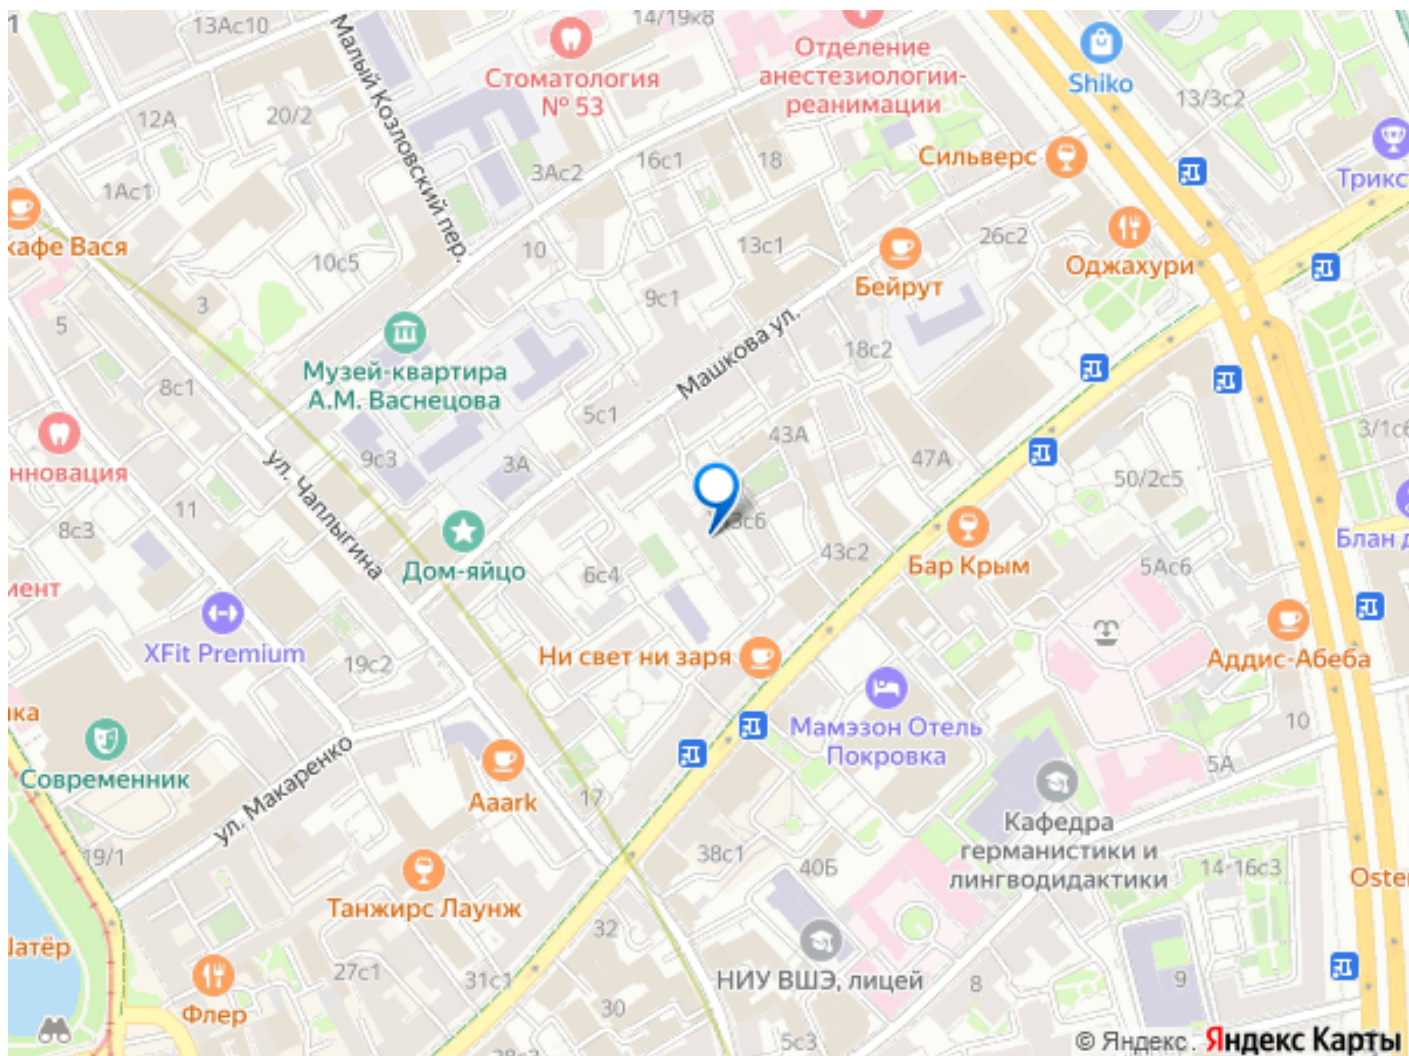 1
13Ас10
14/19к8
Малый Козловский пер.
Стоматология
№ 53
Отделение
анестезиологии-
реанимации
Shiko
13/3с2
12А
20/2
16с1
18
3Ас2
1Ас1
Сильверс
Трикс
кафе Вася
10с5
10
13с1
26с2
Оджахури
Бейрут
3
5
9с1
Машкова ул.
18с2
Музей-квартира
А.М. Васнецова
8с1
5с1
43А
47А
3/1с6
нновация
9с3
3А
50/2с5
ул. Чаплыгина
11
8с3
Дом-яйцо
6с4
43с2
Бар Крым
5Ас6
Блан д
иент
XFit Premium
19с2
Ни свет ни заря
Аддис-Абеба
Мамэзон Отель
Покровка
10
5А
Современник
ул. Макаренко
Aaark
17
19/1
38с1
40Б
Кафедра
германистики и
лингводидактики
14-16с3
Oste
Танжирс Лаунж
32
Шатёр
27с1
31с1
НИУ ВШЭ, лицей
8
9
30
Флер
5с3
© Яндекс. Яндекс Карты